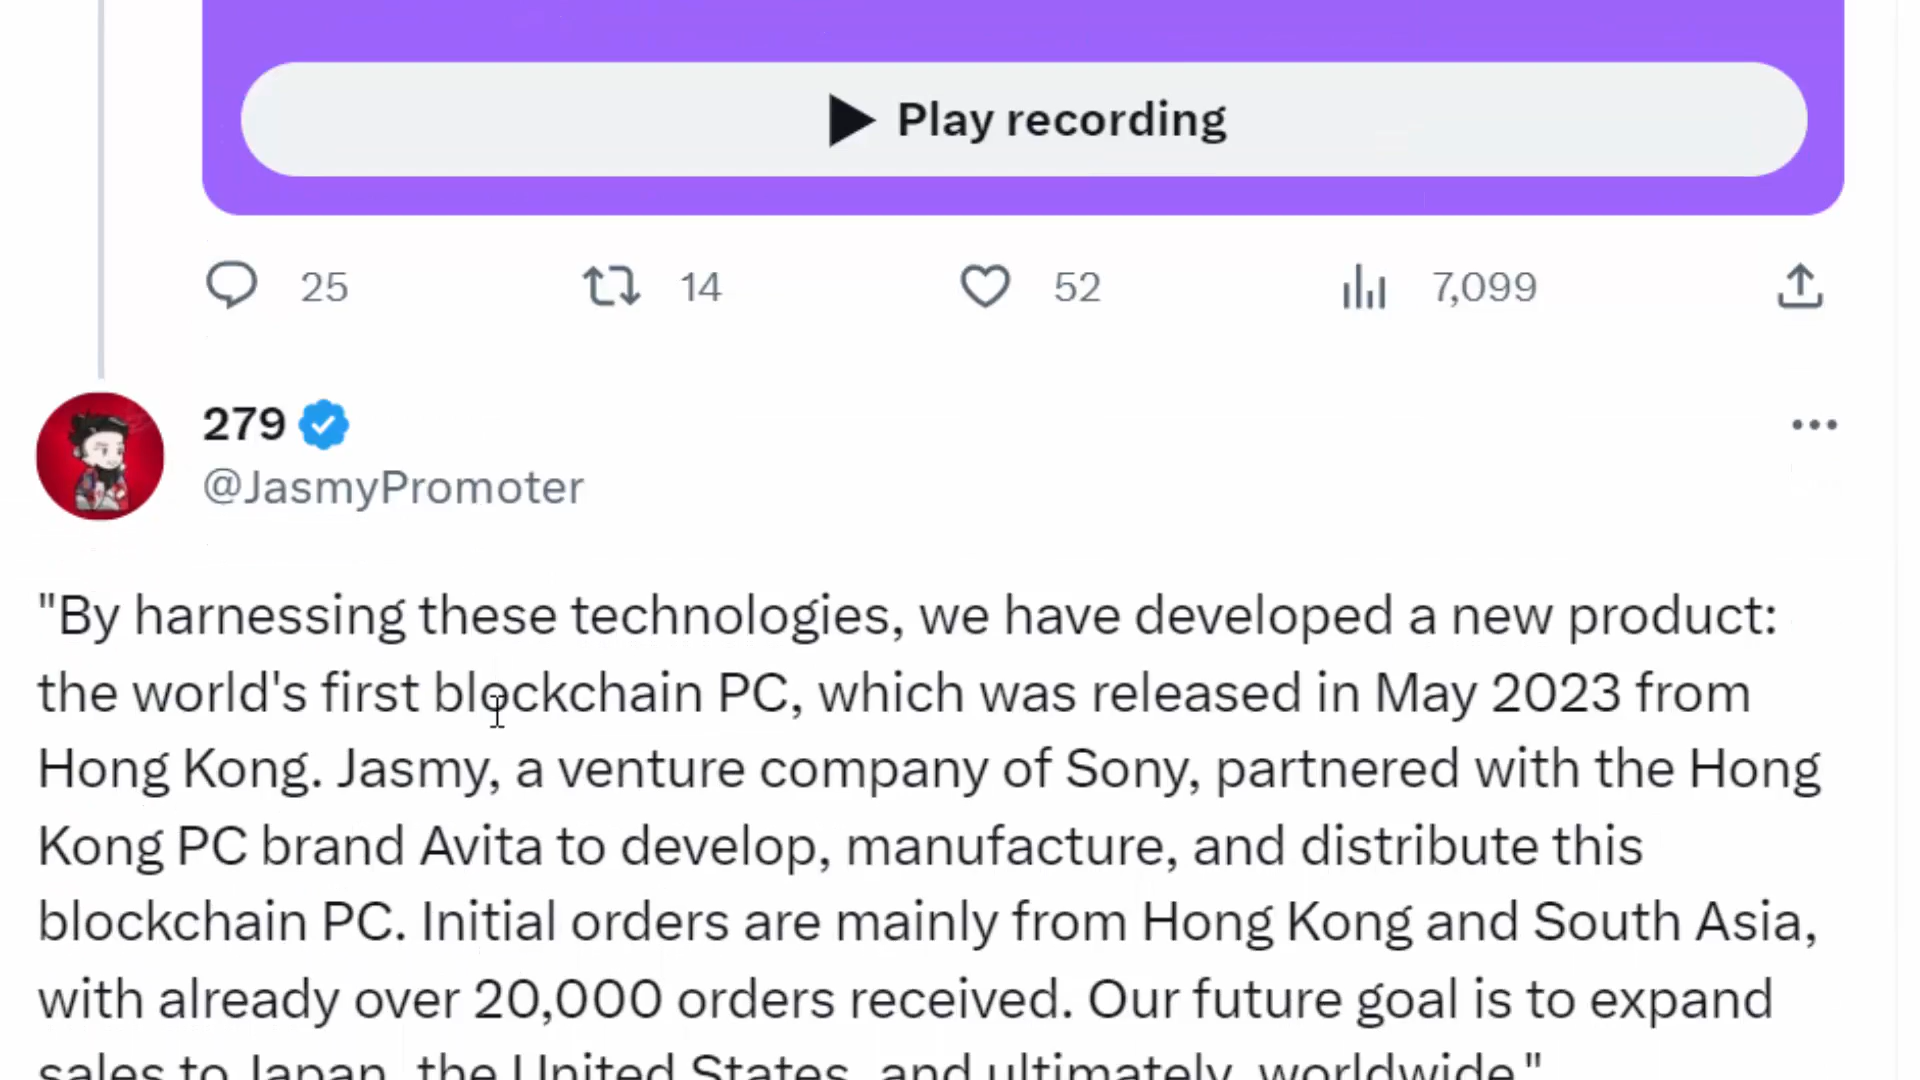 Play recording
25 14 52 7,099
279
@JasmyPromoter
"By harnessing these technologies, we have developed a new product:
the world's first blockchain PC, which was released in May 2023 from
Hong Kong. Jasmy, a venture company of Sony, partnered with the Hong
Kong PC brand Avita to develop, manufacture, and distribute this
blockchain PC. Initial orders are mainly from Hong Kong and South Asia,
with already over 20,000 orders received. Our future goal is to expand
sales to Japan, the United States, and ultimately, worldwide."